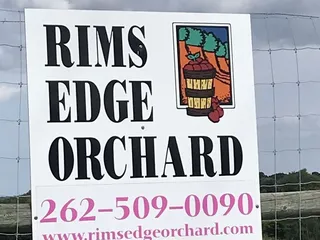 RIMS
EDGE
ORCHARD
262-509-0090
www.rimsedgeorchard.com